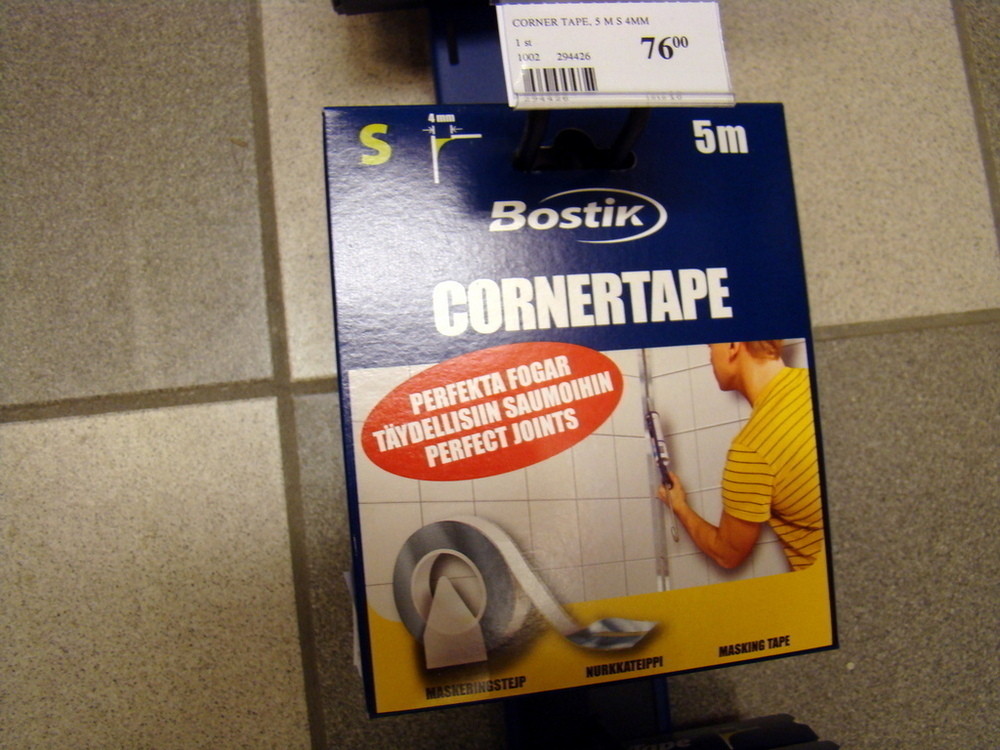 CORNER TAPE, 5 M S 4MM
1 st
76⁰⁰
1002 294426
294426
S
4mm
5m
Bostik
CORNERTAPE
PERFEKTA FOGAR
TÄYDELLISIIN SAUMOIHIN
PERFECT JOINTS
MASKERINGSTEJP
NURKKATEIPPI
MASKING TAPE